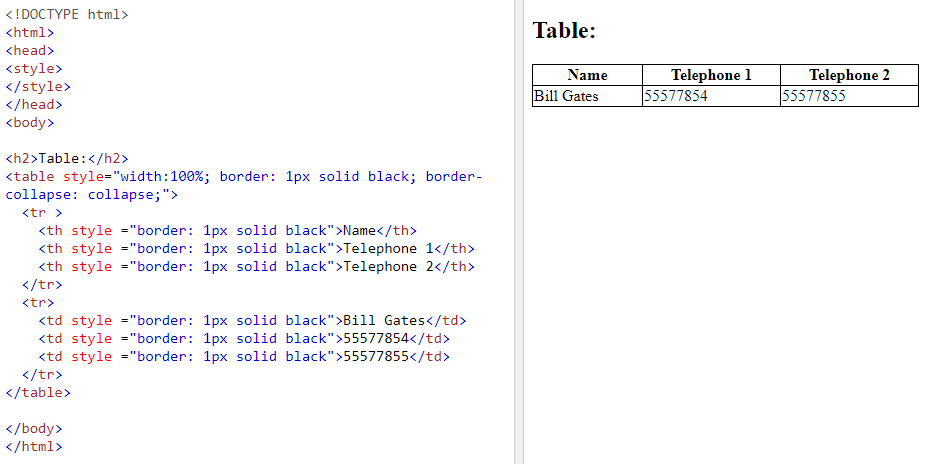 <!DOCTYPE html>
<html>
<head>
<style>
</style>
</head>
<body>

<h2>Table:</h2>
<table style="width:100%; border: 1px solid black; border-
collapse: collapse;">
  <tr >
    <th style ="border: 1px solid black">Name</th>
    <th style ="border: 1px solid black">Telephone 1</th>
    <th style ="border: 1px solid black">Telephone 2</th>
  </tr>
  <tr>
    <td style ="border: 1px solid black">Bill Gates</td>
    <td style ="border: 1px solid black">55577854</td>
    <td style ="border: 1px solid black">55577855</td>
  </tr>
</table>

</body>
</html>
Table:
Name Telephone 1 Telephone 2
Bill Gates 55577854 55577855